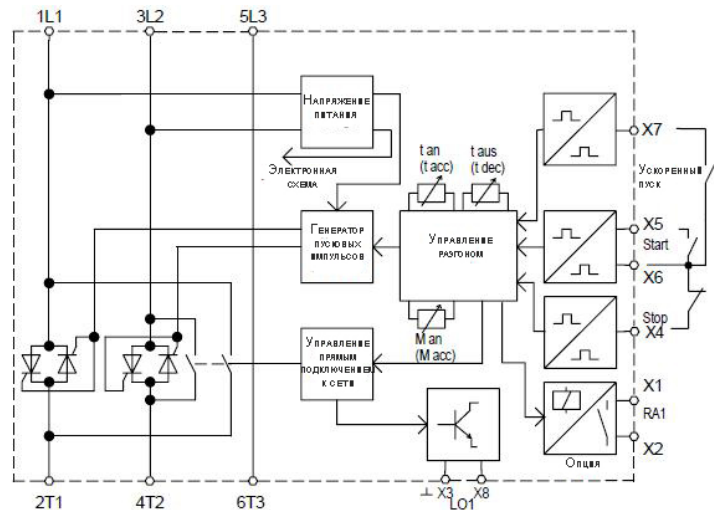 1L1 3L2 5L3
Напряжение
питания
X7
t an
(t acc)
t aus
(t dec)
Электронная
схема
Ускоренный
пуск
X5
Генератор
пусковых
импульсов
Управление
разгоном
Start
X6
Stop
X4
M an
(M acc)
Управление
прямым
подключением
к сети
X1
RA1
X2
Опция
2T1 4T2 6T3
⊥ X3 X8
LO1